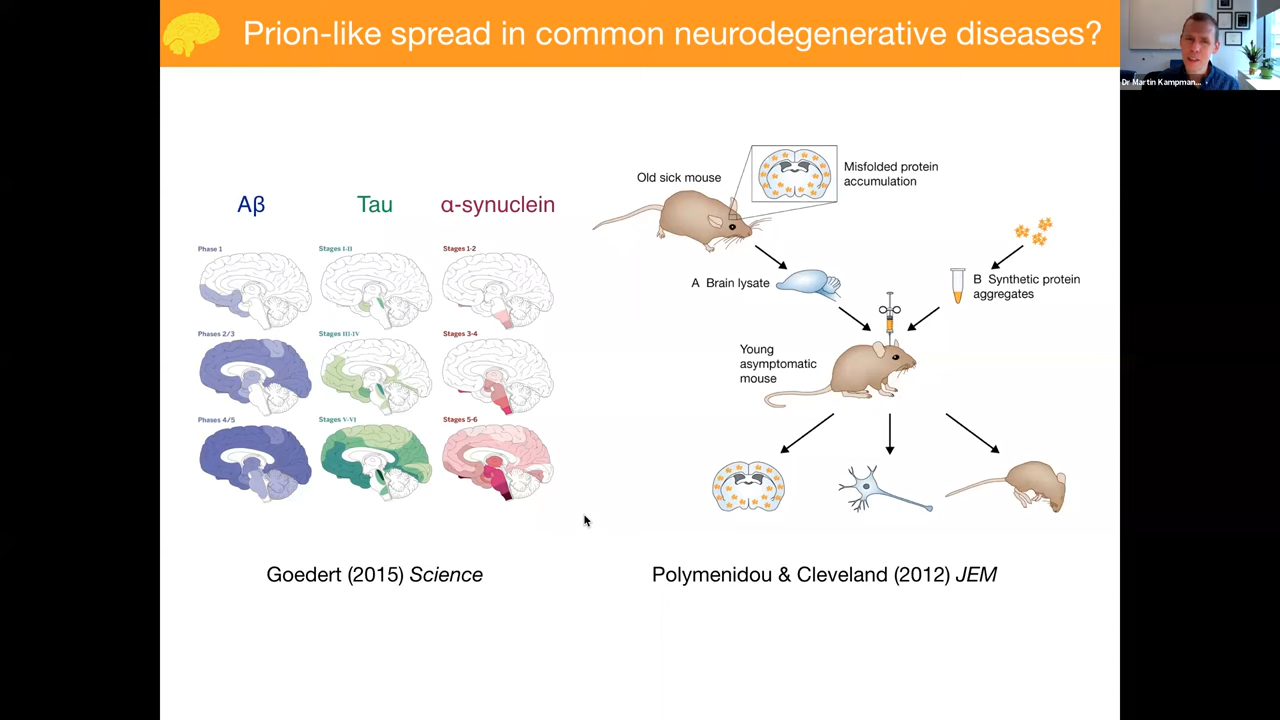 Prion-like spread in common neurodegenerative diseases?
Dr Martin Kampman...
Aβ
Tau
α-synuclein
Phase 1
Stages I-II
Stages 1-2
Phases 2/3
Stages III-IV
Stages 3-4
Phases 4/5
Stages V-VI
Stages 5-6
Goedert (2015) Science
Old sick mouse
Misfolded protein
accumulation
A Brain lysate
B Synthetic protein
aggregates
Young
asymptomatic
mouse
Polymenidou & Cleveland (2012) JEM